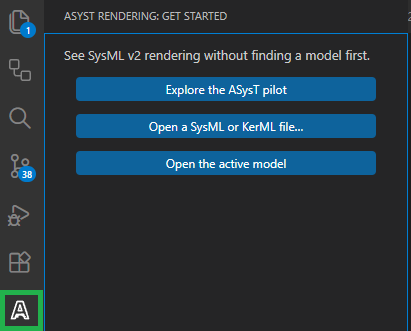 ASYST RENDERING: GET STARTED
1
See SysML v2 rendering without finding a model first.
Explore the ASysT pilot
Open a SysML or KerML file...
Open the active model
38
A